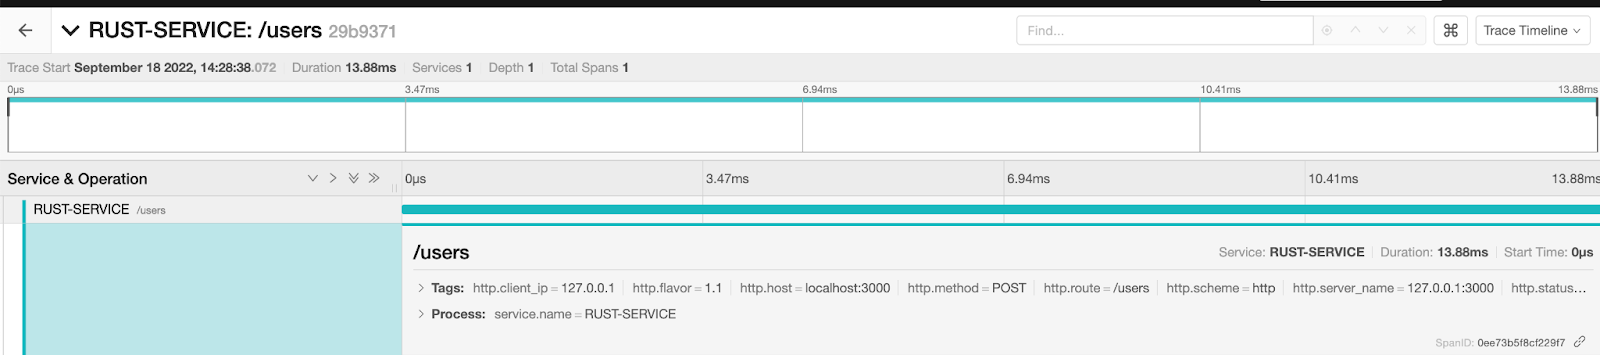 RUST-SERVICE: /users 29b9371
Find...
Trace Timeline
Trace Start September 18 2022, 14:28:38.072 Duration 13.88ms Services 1 Depth 1 Total Spans 1
0μs 3.47ms 6.94ms 10.41ms 13.88ms
Service & Operation 0μs 3.47ms 6.94ms 10.41ms 13.88ms
RUST-SERVICE /users
/users Service: RUST-SERVICE Duration: 13.88ms Start Time: 0μs
Tags: http.client_ip = 127.0.0.1 http.flavor = 1.1 http.host = localhost:3000 http.method = POST http.route = /users http.scheme = http http.server_name = 127.0.0.1:3000 http.status...
Process: service.name = RUST-SERVICE
SpanID: 0ee73b5f8cf229f7